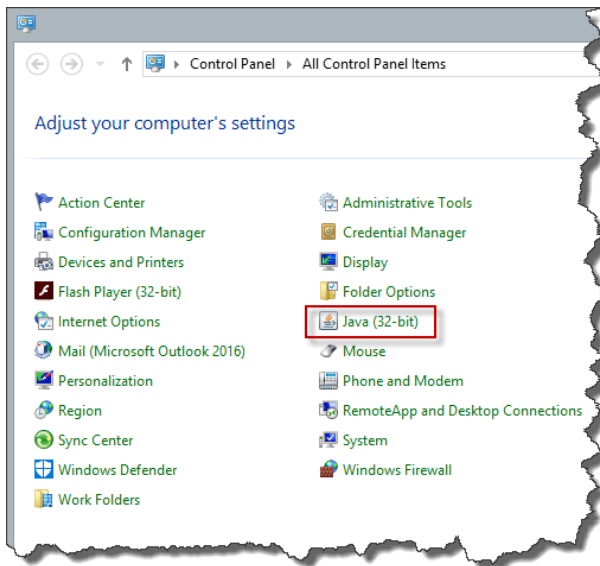 Control Panel All Control Panel Items
Adjust your computer's settings
Action Center
Administrative Tools
Configuration Manager
Credential Manager
Devices and Printers
Display
Flash Player (32-bit)
Folder Options
Internet Options
Java (32-bit)
Mail (Microsoft Outlook 2016)
Mouse
Personalization
Phone and Modem
Region
RemoteApp and Desktop Connections
Sync Center
System
Windows Defender
Windows Firewall
Work Folders